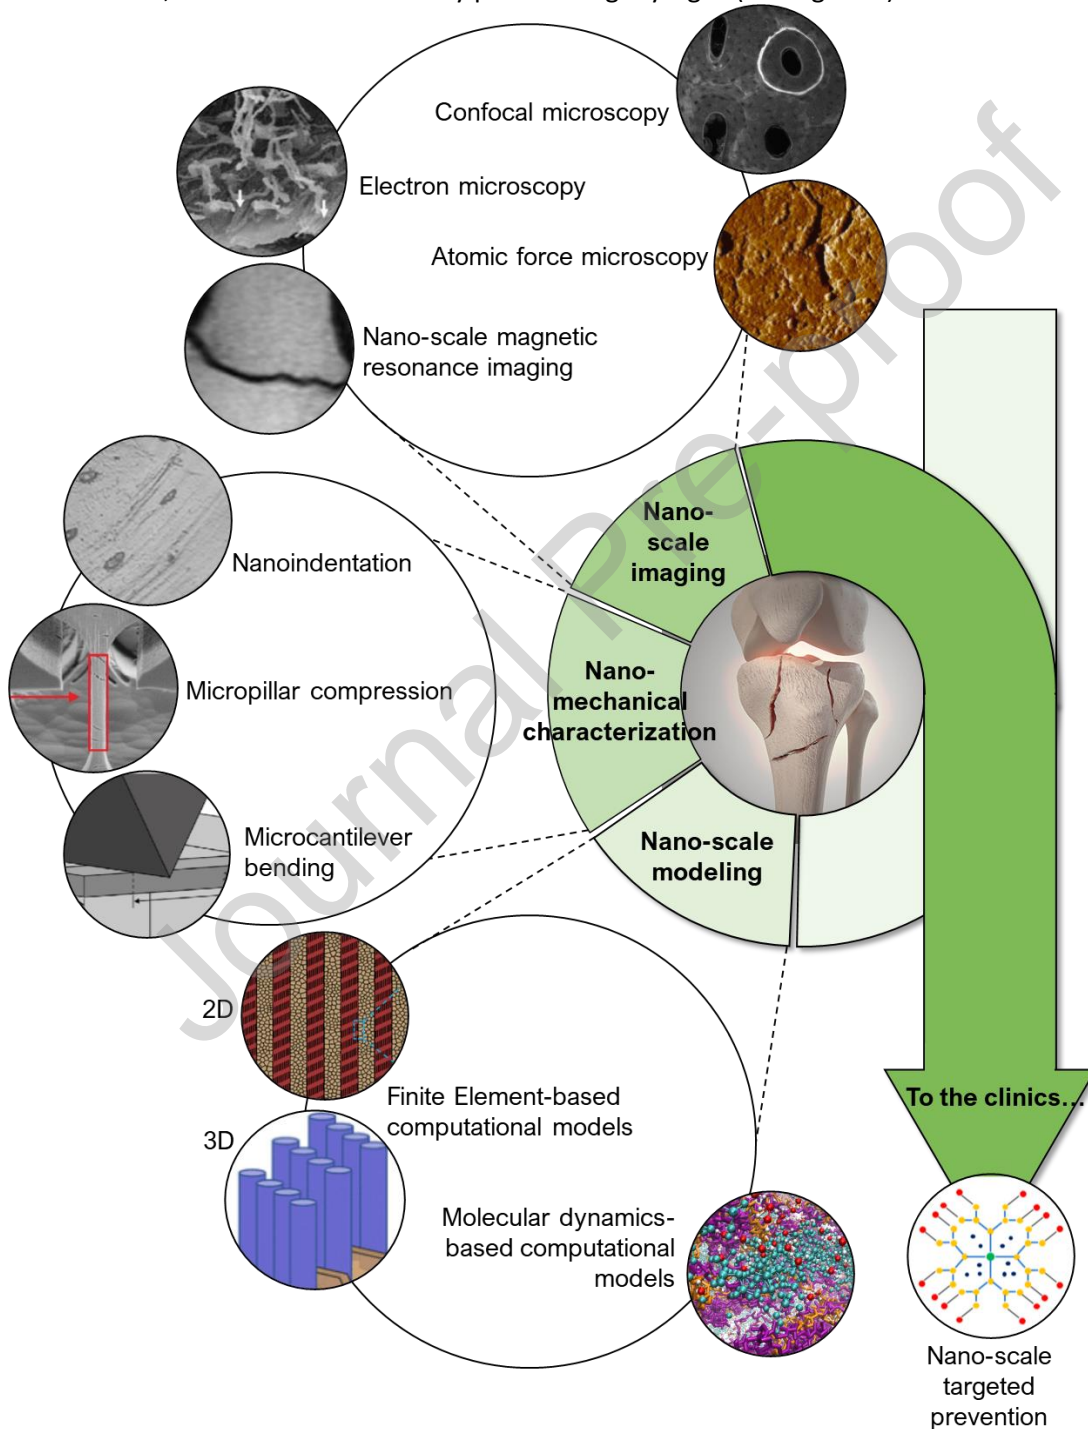 Confocal microscopy
Electron microscopy
Atomic force microscopy
Nano-scale magnetic
resonance imaging
Nanoindentation
Micropillar compression
Microcantilever
bending
Nano-
scale
imaging
Nano-
mechanical
characterization
Nano-scale
modeling
2D
Finite Element-based
computational models
3D
Molecular dynamics-
based computational
models
To the clinics...
Nano-scale
targeted
prevention
Journal Pre-proof